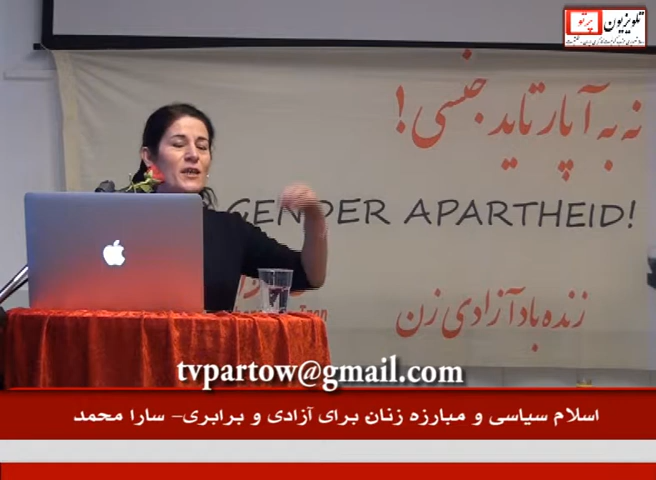 تلویزیون پرتو
نه به آپارتاید جنسی!
GENDER APARTHEID!
زنده باد آزادی زن
tvpartow@gmail.com
اسلام سیاسی و مبارزه زنان برای آزادی و برابری- سارا محمد